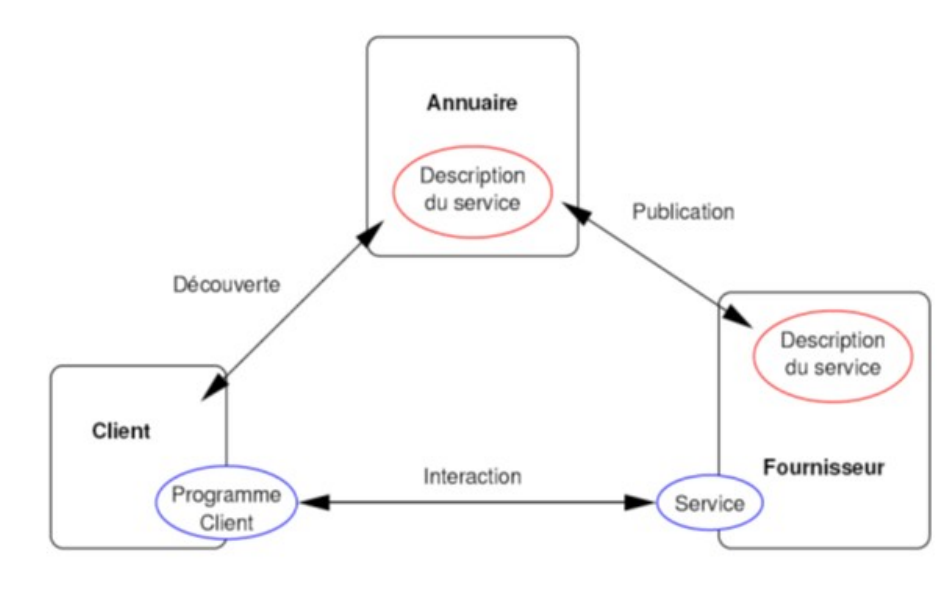 Annuaire
Description
du service
Publication
Découverte
Description
du service
Client
Fournisseur
Interaction
Programme
Client
Service